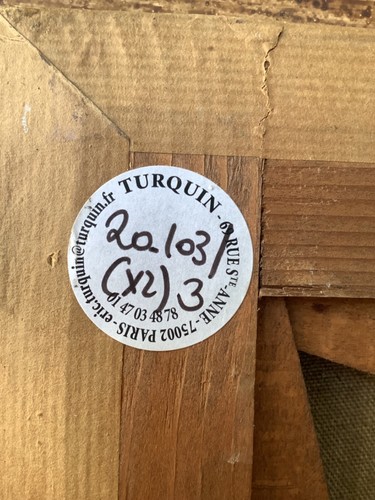 TURQUIN - 69 RUE STE-ANNE - 75002 PARIS - eric.turquin@turquin.fr
20.103/
(X2) 3
01 47 03 48 78